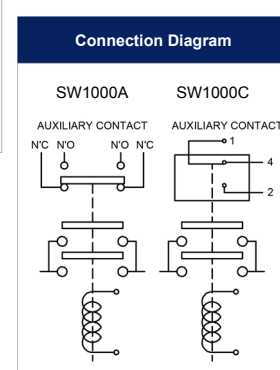 Connection Diagram
SW1000A SW1000C
AUXILIARY CONTACT AUXILIARY CONTACT
N'C N'O N'O N'C
1
4
2